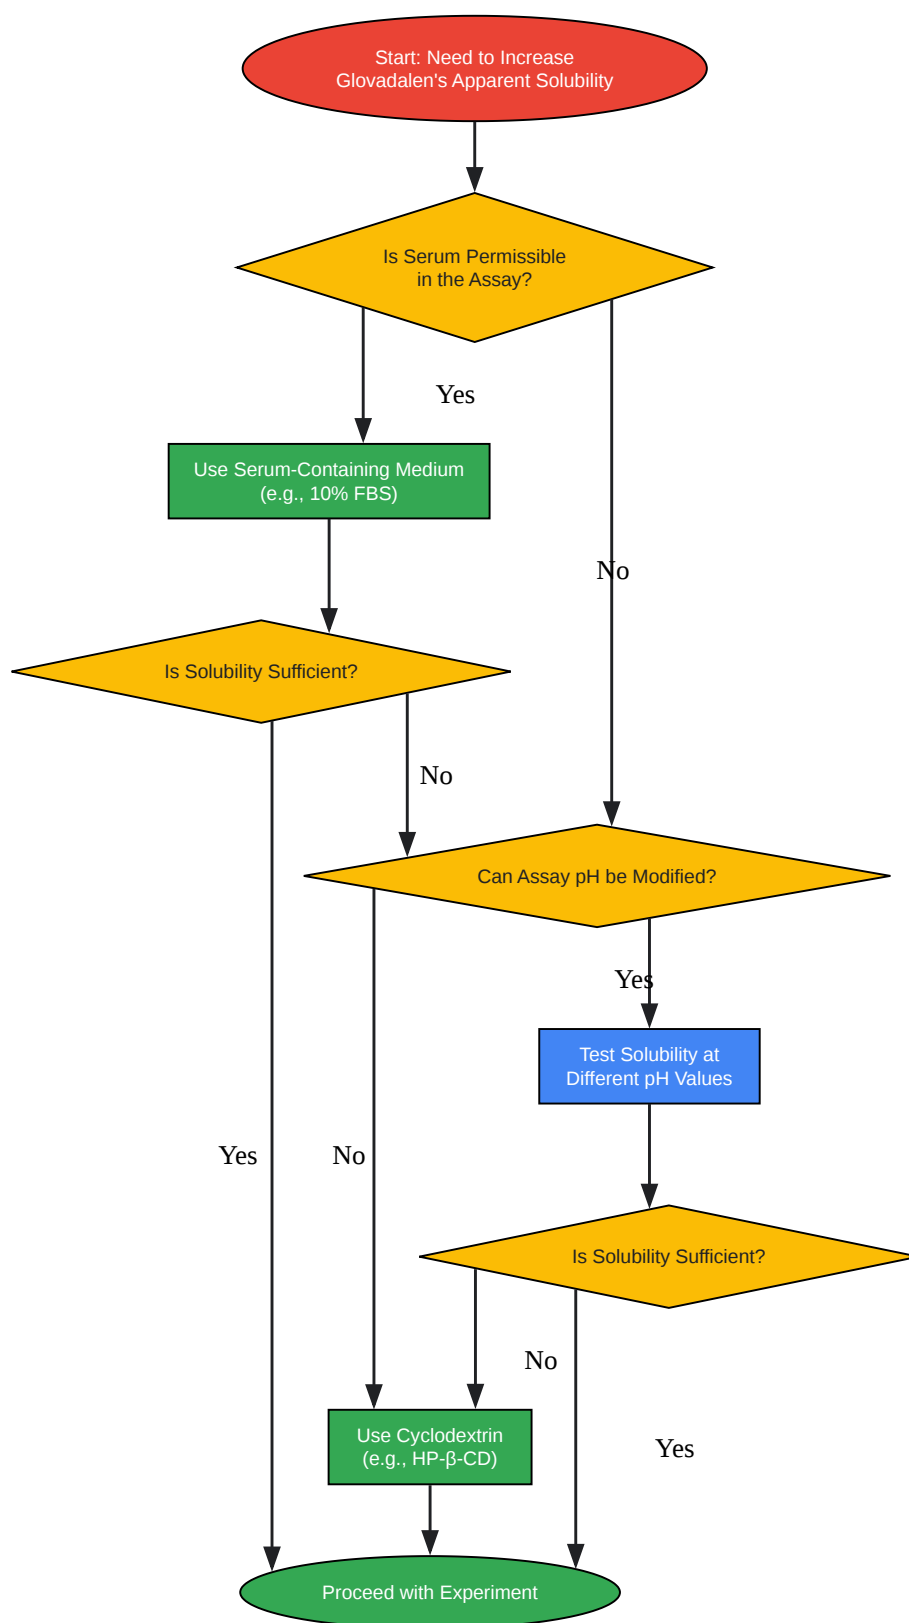 Start: Need to Increase
Glovadalen's Apparent Solubility
Is Serum Permissible
in the Assay?
Yes
Use Serum-Containing Medium
(e.g., 10% FBS)
No
Is Solubility Sufficient?
No
Can Assay pH be Modified?
Yes
Test Solubility at
Different pH Values
Yes
No
Is Solubility Sufficient?
No
Use Cyclodextrin
(e.g., HP-β-CD)
Yes
Proceed with Experiment